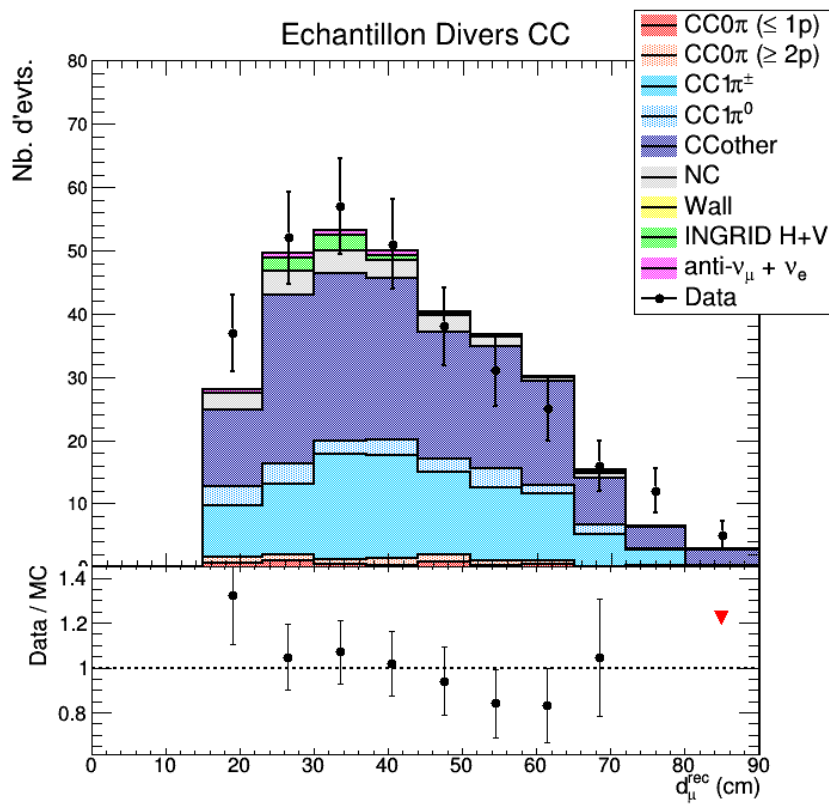 Echantillon Divers CC
CC0π (≤ 1p)
CC0π (≥ 2p)
CC1π±
CC1π⁰
CCother
NC
Wall
INGRID H+V
anti-νμ + νe
Data
Nb. d'evts.
80
70
60
50
40
30
20
10
0
Data / MC
1.4
1.2
1
0.8
0 10 20 30 40 50 60 70 80 90
dμrec (cm)